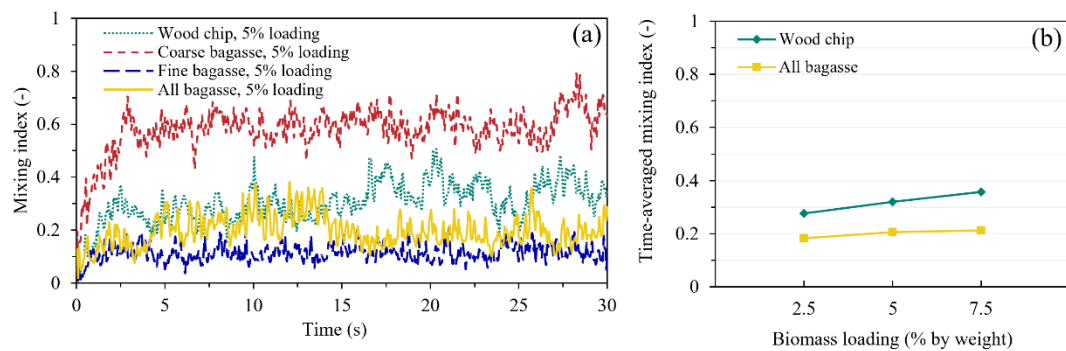 Mixing index (-)
1
0.8
0.6
0.4
0.2
0
Wood chip, 5% loading
Coarse bagasse, 5% loading
Fine bagasse, 5% loading
All bagasse, 5% loading
(a)
0 5 10 15 20 25 30
Time (s)
Time-averaged mixing index (-)
1
0.8
0.6
0.4
0.2
0
Wood chip
All bagasse
(b)
2.5 5 7.5
Biomass loading (% by weight)